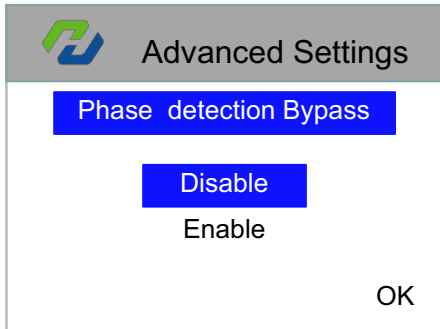 Advanced Settings
Phase detection Bypass
Disable
Enable
OK